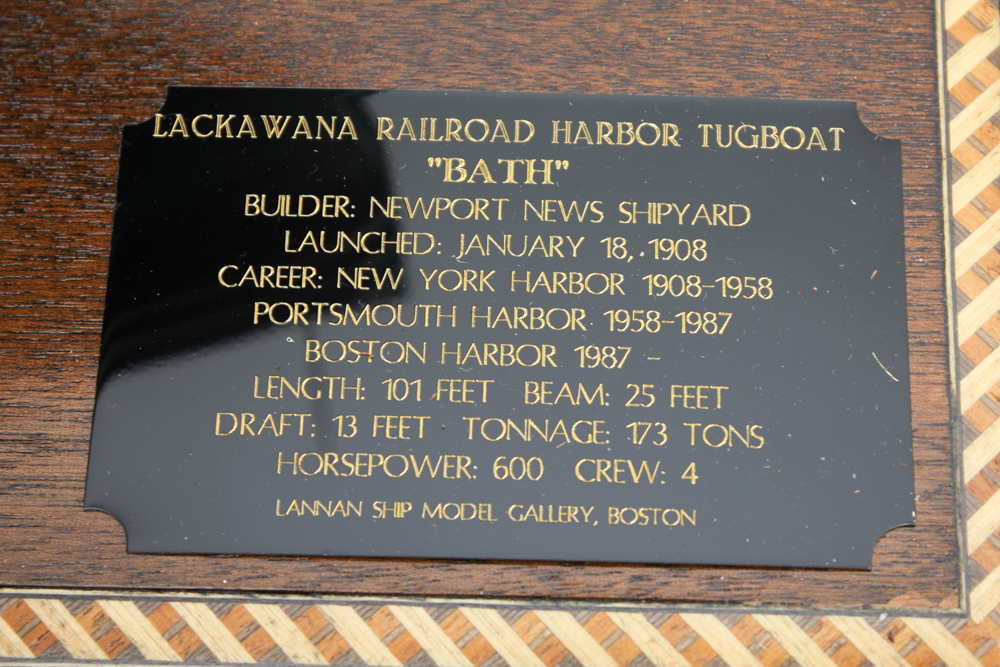 LACKAWANA RAILROAD HARBOR TUGBOAT
"BATH"
BUILDER: NEWPORT NEWS SHIPYARD
LAUNCHED: JANUARY 18, 1908
CAREER: NEW YORK HARBOR 1908-1958
PORTSMOUTH HARBOR 1958-1987
BOSTON HARBOR 1987 -
LENGTH: 101 FEET BEAM: 25 FEET
DRAFT: 13 FEET TONNAGE: 173 TONS
HORSEPOWER: 600 CREW: 4
LANNAN SHIP MODEL GALLERY, BOSTON